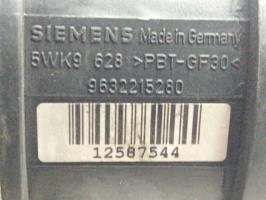 SIEMENS Made in Germany
5WK9 628 >PBT-GF30<
9632215280
12587544